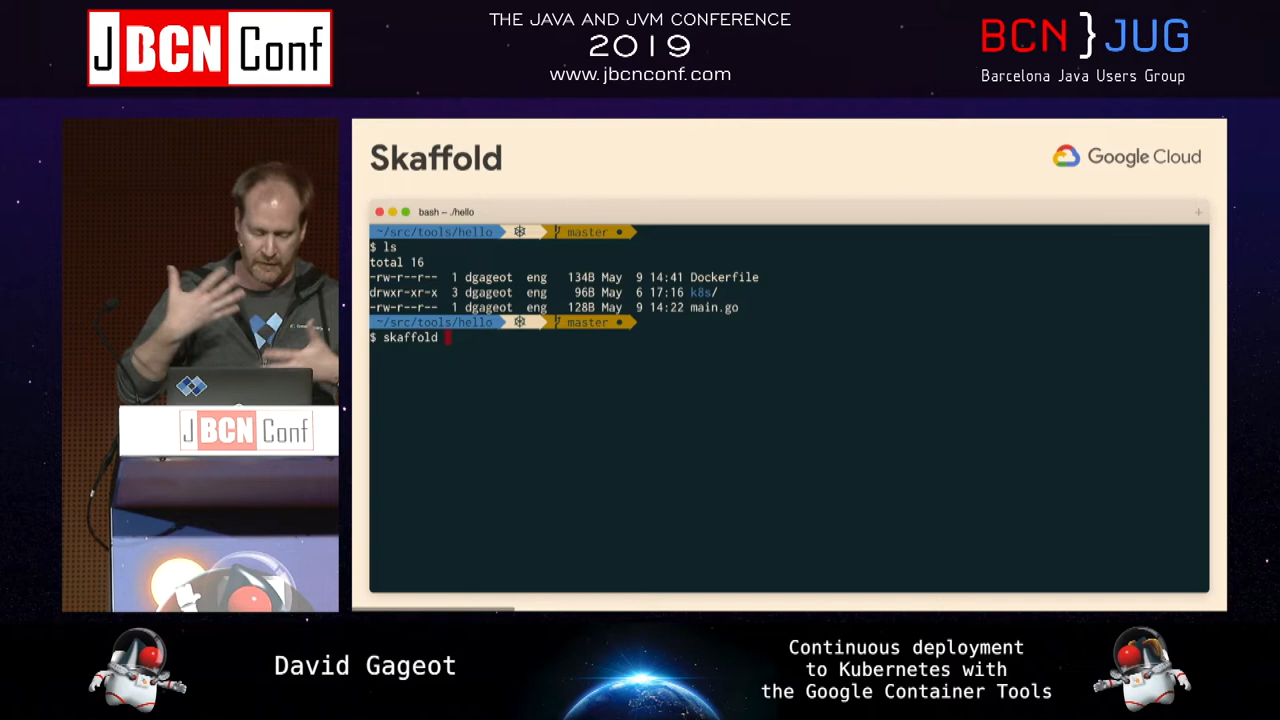 J BCN Conf
THE JAVA AND JVM CONFERENCE
2019
www.jbcnconf.com
BCN } JUG
Barcelona Java Users Group
Skaffold
Google Cloud
bash – ./hello
+
~/src/tools/hello master ●
$ ls
total 16
-rw-r--r-- 1 dgageot eng 134B May 9 14:41 Dockerfile
drwxr-xr-x 3 dgageot eng 96B May 6 17:16 k8s/
-rw-r--r-- 1 dgageot eng 128B May 9 14:22 main.go
~/src/tools/hello master ●
$ skaffold
J BCN Conf
David Gageot
Continuous deployment
to Kubernetes with
the Google Container Tools